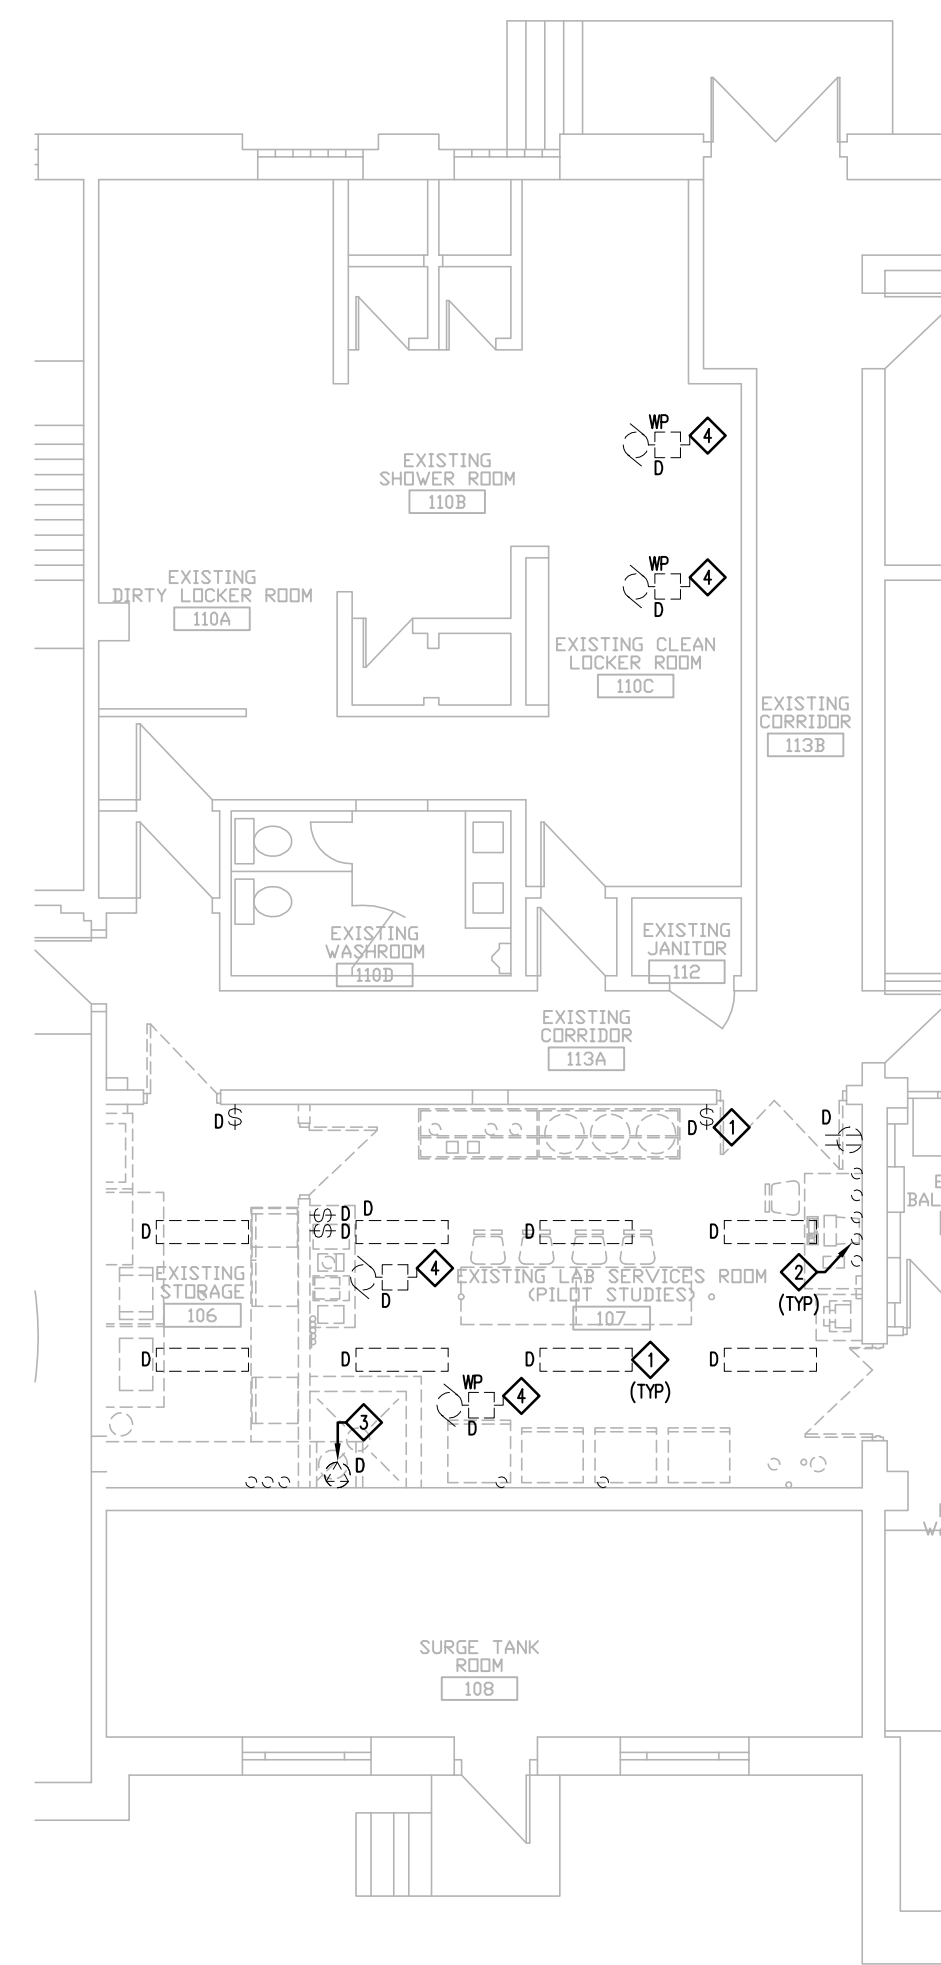 WP
4
D
EXISTING
SHOWER ROOM
110B
WP
4
D
EXISTING
DIRTY LOCKER ROOM
110A
EXISTING CLEAN
LOCKER ROOM
110C
EXISTING
CORRIDOR
113B
EXISTING
WASHROOM
110D
EXISTING
JANITOR
112
EXISTING
CORRIDOR
113A
D $
D $
1
D
BAL
$ D
$ D
D
D
D
D
4
EXISTING
STORAGE
106
EXISTING LAB SERVICES ROOM
(PILOT STUDIES)
107
D
2
(TYP)
D
D
D
D
1
(TYP)
WP
4
D
3
D
W
SURGE TANK
ROOM
108